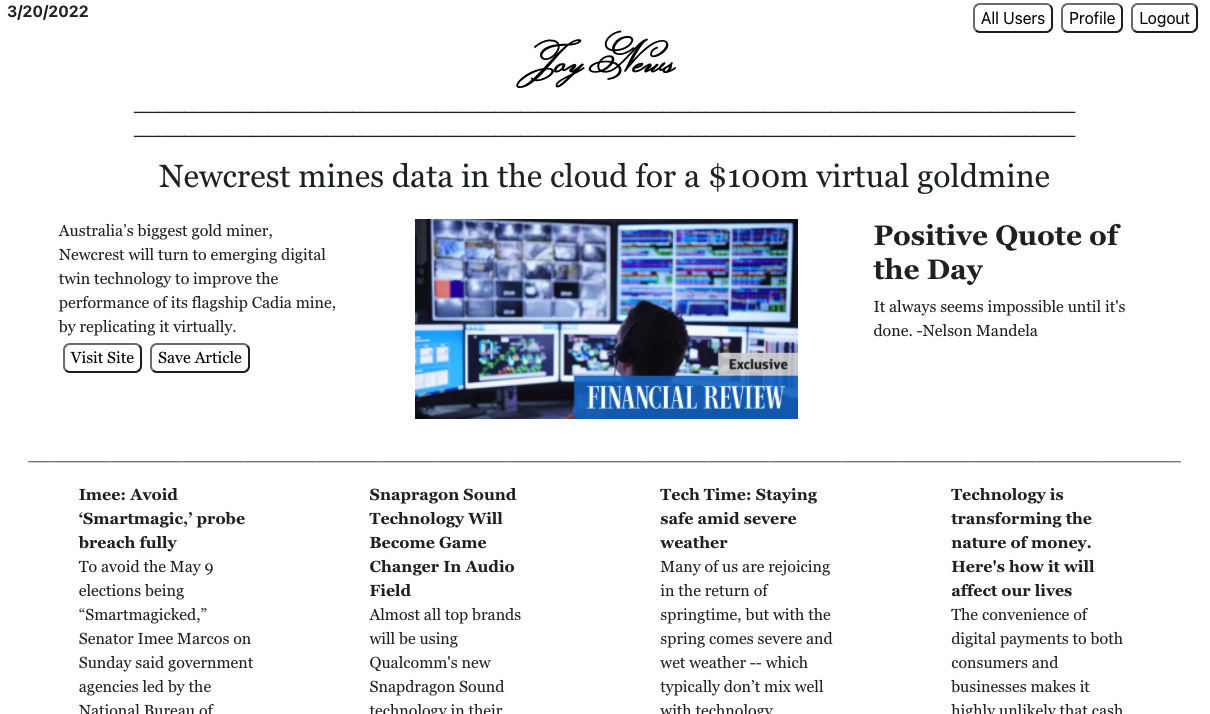 3/20/2022
All Users
Profile
Logout
Joy News
Newcrest mines data in the cloud for a $100m virtual goldmine
Australia’s biggest gold miner,
Newcrest will turn to emerging digital
twin technology to improve the
performance of its flagship Cadia mine,
by replicating it virtually.
Visit Site
Save Article
Exclusive
FINANCIAL REVIEW
Positive Quote of
the Day
It always seems impossible until it's
done. -Nelson Mandela
Imee: Avoid
‘Smartmagic,’ probe
breach fully
To avoid the May 9
elections being
“Smartmagicked,”
Senator Imee Marcos on
Sunday said government
agencies led by the
National Bureau of
Snapragon Sound
Technology Will
Become Game
Changer In Audio
Field
Almost all top brands
will be using
Qualcomm's new
Snapdragon Sound
technology in their
Tech Time: Staying
safe amid severe
weather
Many of us are rejoicing
in the return of
springtime, but with the
spring comes severe and
wet weather -- which
typically don’t mix well
with technology
Technology is
transforming the
nature of money.
Here's how it will
affect our lives
The convenience of
digital payments to both
consumers and
businesses makes it
highly unlikely that cash